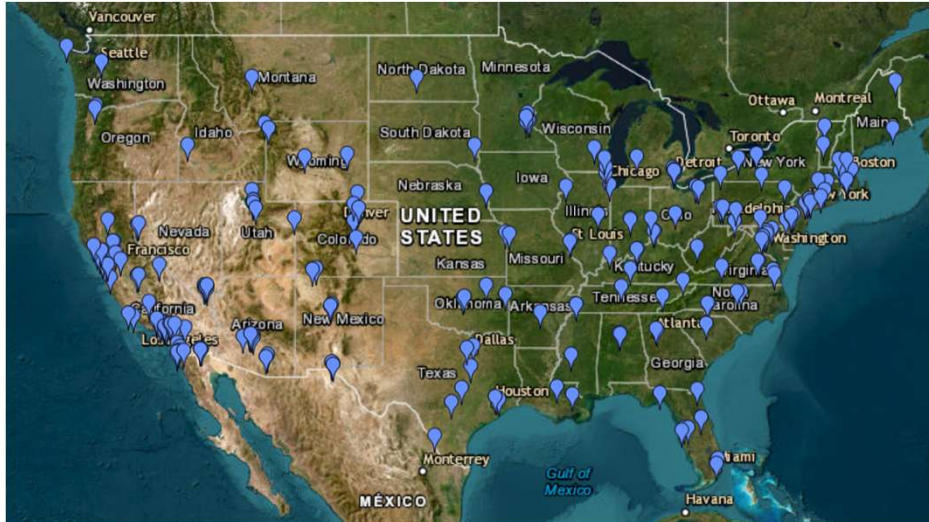 Vancouver
Seattle
Washington
Montana
North Dakota
Minnesota
Ottawa
Montreal
Main
Oregon
Idaho
South Dakota
Wisconsin
Toronto
Wyoming
Chicago
Detroit
New York
Boston
Nebraska
Iowa
Nevada
Utah
UNITED
STATES
Illin
Ohio
Denver
Colorado
St Louis
Washington
Francisco
Kansas
Missouri
Kentucky
Virginia
California
Arizona
New Mexico
Oklahoma
Arkansas
Tennessee
Atlanta
Los Angeles
Dallas
Georgia
Texas
Houston
Monterrey
Gulf of
Mexico
MÉXICO
Havana